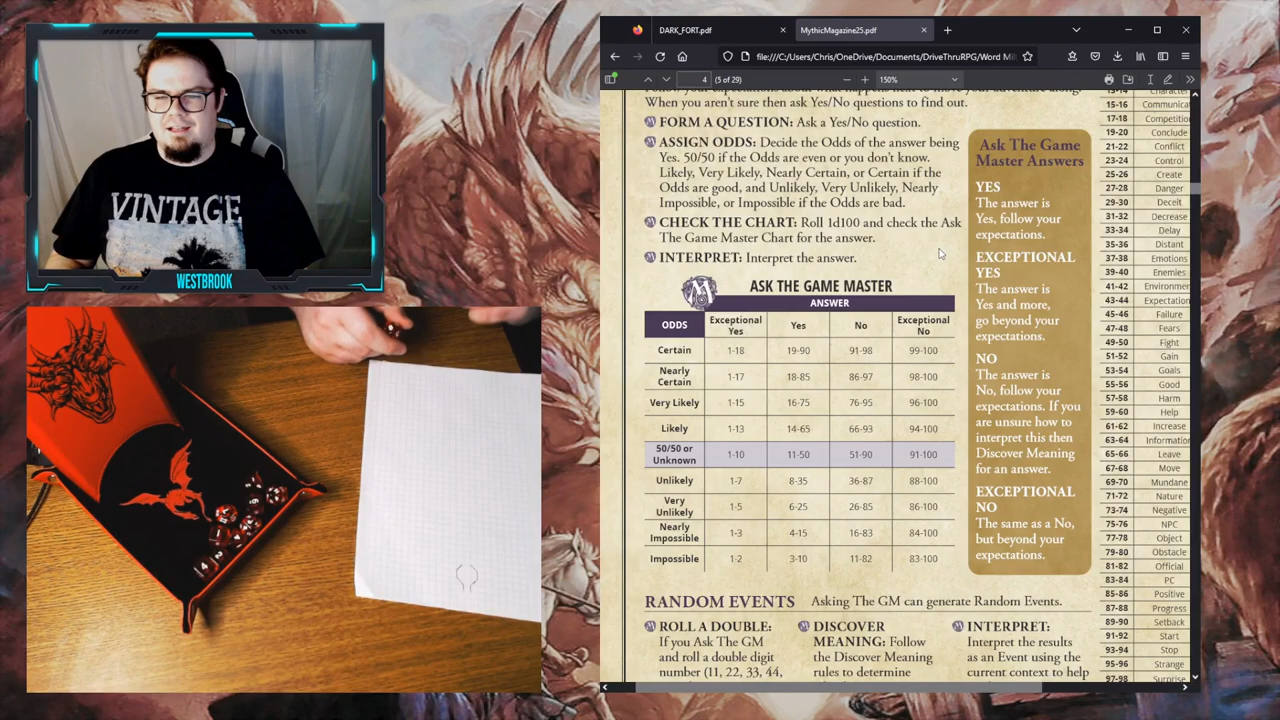 VINTAGE
WESTBROOK
DARK_FORT.pdf
MythicMagazine25.pdf
file:///C:/Users/Chris/OneDrive/Documents/DriveThruRPG/Word Mil
4
(5 of 29)
150%
When you aren't sure then ask Yes/No questions to find out.
FORM A QUESTION: Ask a Yes/No question.
ASSIGN ODDS: Decide the Odds of the answer being
Yes. 50/50 if the Odds are even or you don't know.
Likely, Very Likely, Nearly Certain, or Certain if the
Odds are good, and Unlikely, Very Unlikely, Nearly
Impossible, or Impossible if the Odds are bad.
CHECK THE CHART: Roll 1d100 and check the Ask
The Game Master Chart for the answer.
INTERPRET: Interpret the answer.
ASK THE GAME MASTER
ANSWER
ODDS Exceptional Yes Yes No Exceptional No
Certain 1-18 19-90 91-98 99-100
Nearly Certain 1-17 18-85 86-97 98-100
Very Likely 1-15 16-75 76-95 96-100
Likely 1-13 14-65 66-93 94-100
50/50 or Unknown 1-10 11-50 51-90 91-100
Unlikely 1-7 8-35 36-87 88-100
Very Unlikely 1-5 6-25 26-85 86-100
Nearly Impossible 1-3 4-15 16-83 84-100
Impossible 1-2 3-10 11-82 83-100
RANDOM EVENTS Asking The GM can generate Random Events.
ROLL A DOUBLE:
If you Ask The GM
and roll a double digit
number (11, 22, 33, 44,
DISCOVER
MEANING: Follow
the Discover Meaning
rules to determine
INTERPRET:
Interpret the results
as an Event using the
current context to help
Ask The Game
Master Answers
YES
The answer is
Yes, follow your
expectations.
EXCEPTIONAL
YES
The answer is
Yes and more,
go beyond your
expectations.
NO
The answer is
No, follow your
expectations. If you
are unsure how to
interpret this then
Discover Meaning
for an answer.
EXCEPTIONAL
NO
The same as a No,
but beyond your
expectations.
15-16 Communica
17-18 Competitio
19-20 Conclude
21-22 Conflict
23-24 Control
25-26 Create
27-28 Danger
29-30 Deceit
31-32 Decrease
33-34 Delay
35-36 Distant
37-38 Emotions
39-40 Enemies
41-42 Environmen
43-44 Expectation
45-46 Failure
47-48 Fears
49-50 Fight
51-52 Gain
53-54 Goals
55-56 Good
57-58 Harm
59-60 Help
61-62 Increase
63-64 Information
65-66 Leave
67-68 Move
69-70 Mundane
71-72 Nature
73-74 Negative
75-76 NPC
77-78 Object
79-80 Obstacle
81-82 Official
83-84 PC
85-86 Positive
87-88 Progress
89-90 Setback
91-92 Start
93-94 Stop
95-96 Strange
97-98 Surprise